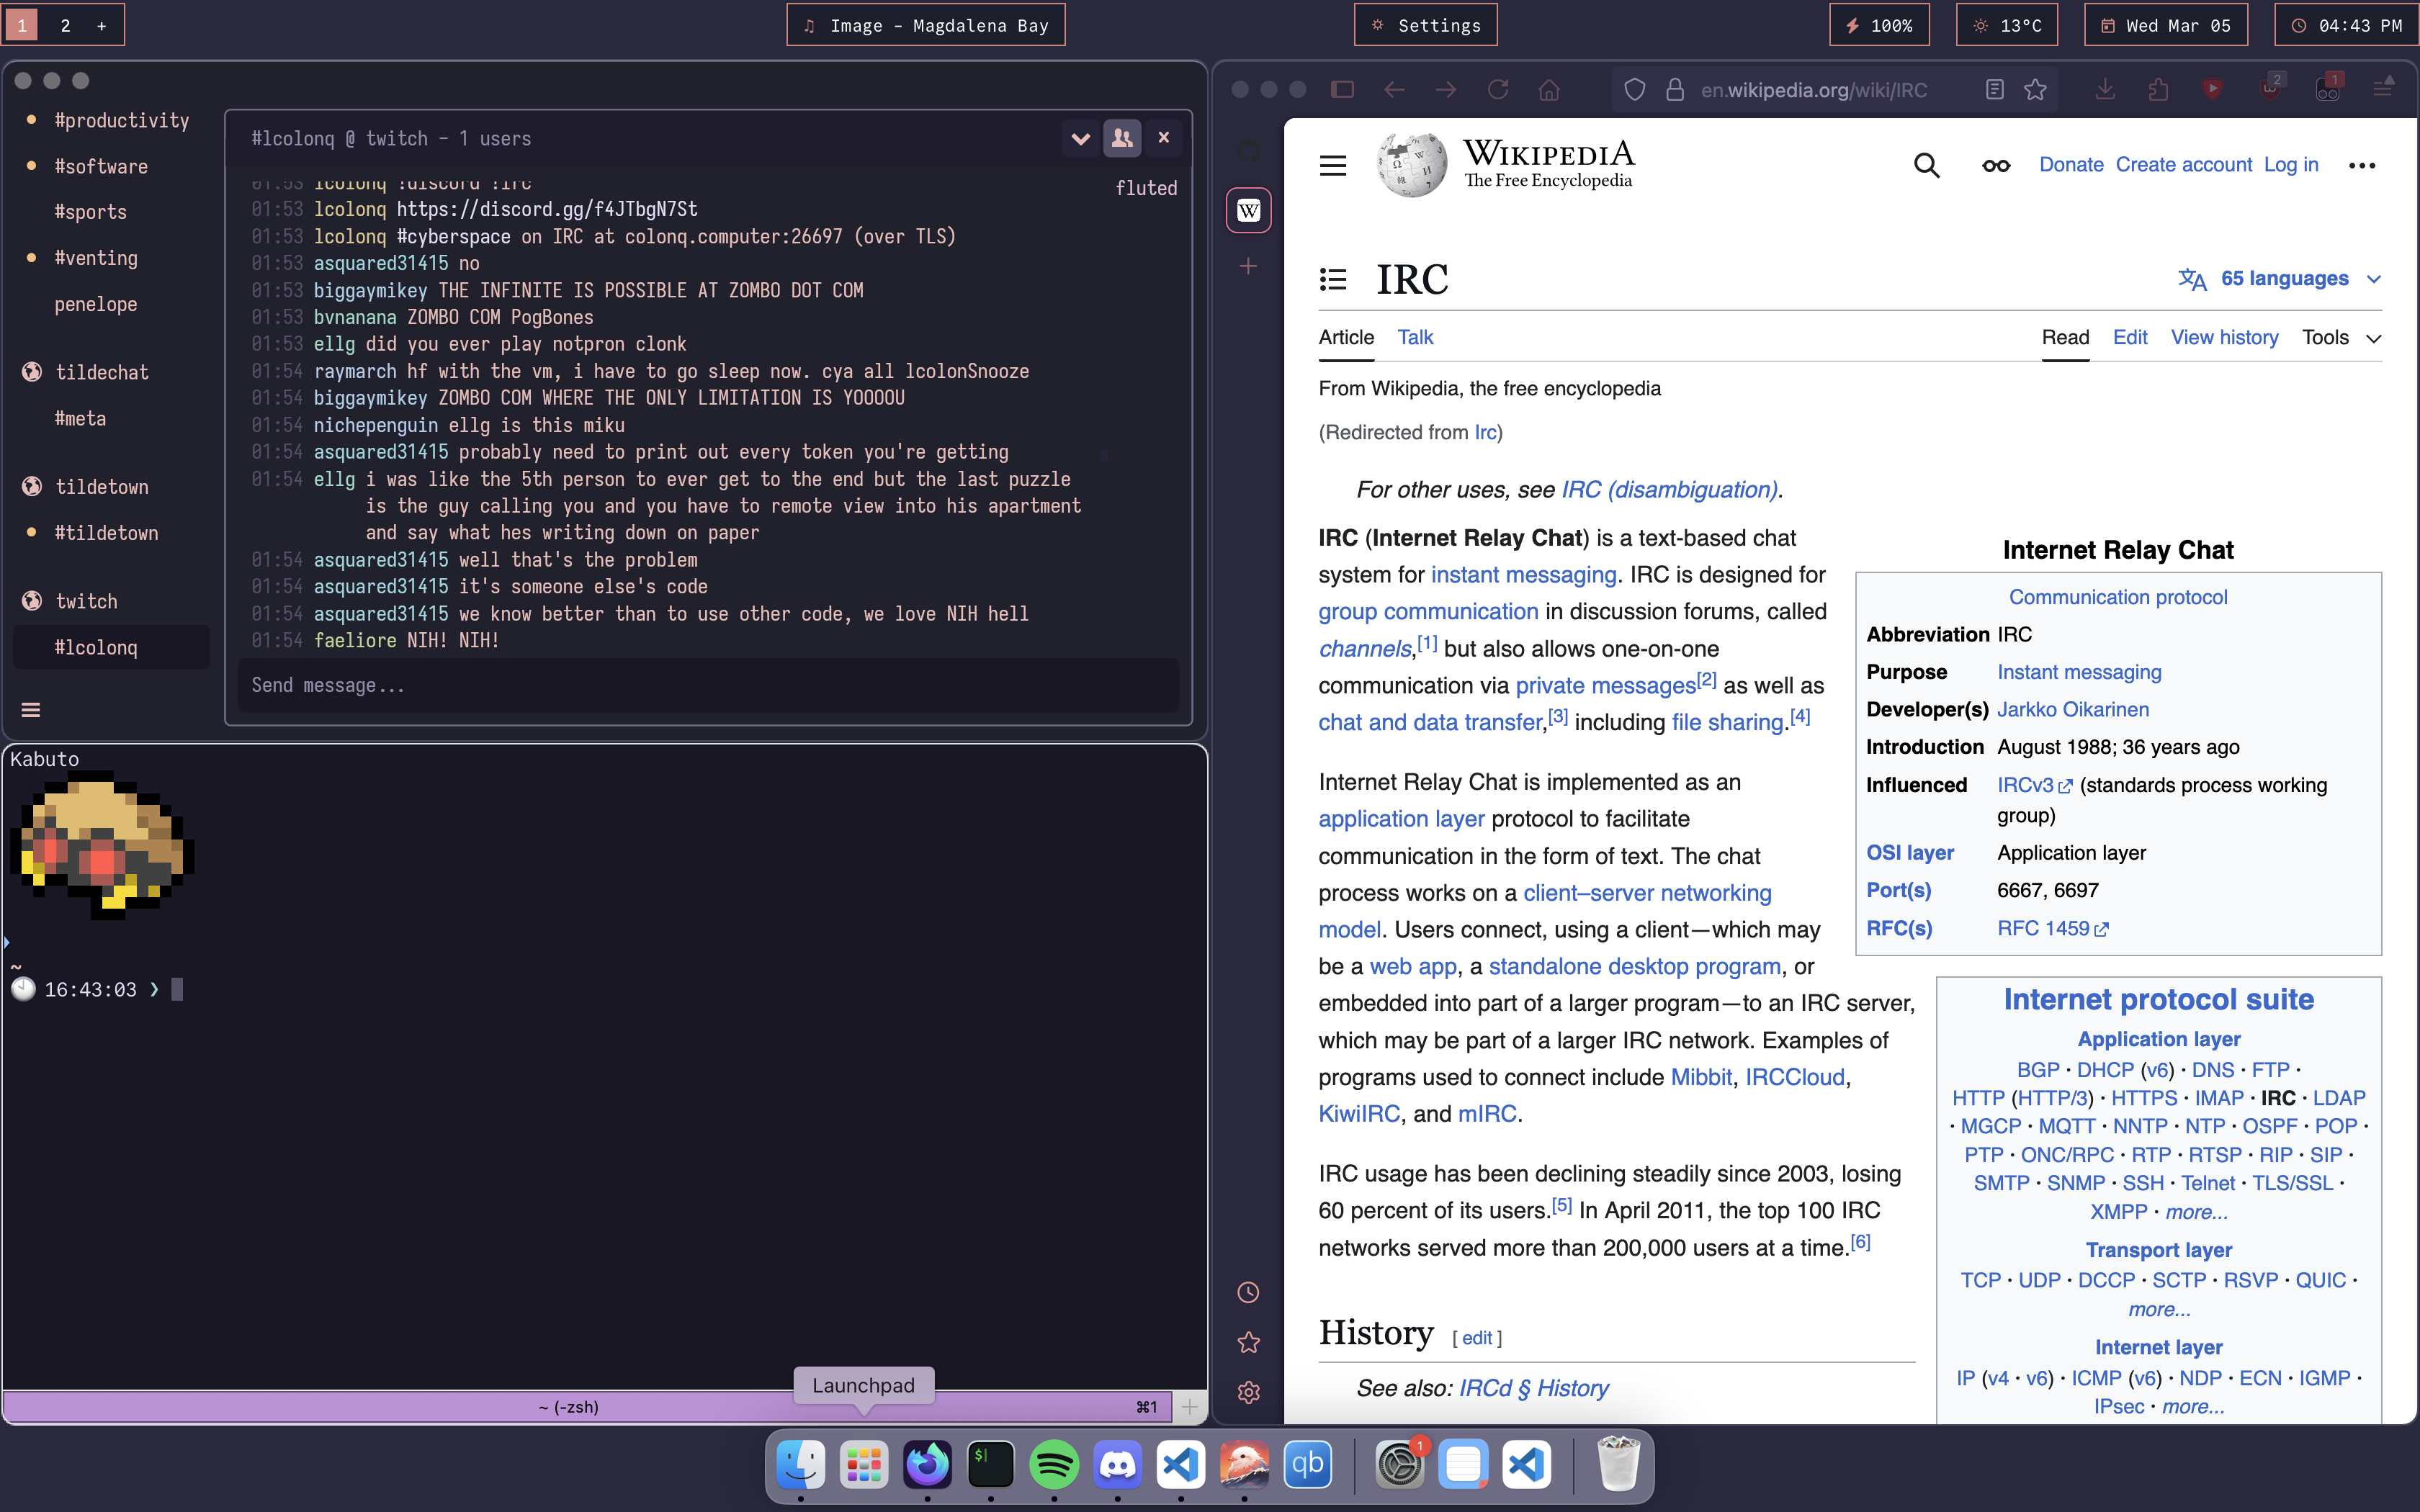 1 2 +
Image – Magdalena Bay
Settings
100%
13°C
Wed Mar 05
04:43 PM
#productivity
#software
#sports
#venting
penelope
tildechat
#meta
tildetown
#tildetown
twitch
#lcolonq
#lcolonq @ twitch – 1 users
fluted
01:53 lcolonq !discord !irc
01:53 lcolonq https://discord.gg/f4JTbgN7St
01:53 lcolonq #cyberspace on IRC at colonq.computer:26697 (over TLS)
01:53 asquared31415 no
01:53 biggaymikey THE INFINITE IS POSSIBLE AT ZOMBO DOT COM
01:53 bvnanana ZOMBO COM PogBones
01:53 ellg did you ever play notpron clonk
01:54 raymarch hf with the vm, i have to go sleep now. cya all lcolonSnooze
01:54 biggaymikey ZOMBO COM WHERE THE ONLY LIMITATION IS YOOOOU
01:54 nichepenguin ellg is this miku
01:54 asquared31415 probably need to print out every token you're getting
01:54 ellg i was like the 5th person to ever get to the end but the last puzzle
is the guy calling you and you have to remote view into his apartment
and say what hes writing down on paper
01:54 asquared31415 well that's the problem
01:54 asquared31415 it's someone else's code
01:54 asquared31415 we know better than to use other code, we love NIH hell
01:54 faeliore NIH! NIH!
Send message...
Kabuto
~
16:43:03 ❯
~ (-zsh)
⌘1
Launchpad
en.wikipedia.org/wiki/IRC
2
1
W
WIKIPEDIA
The Free Encyclopedia
Donate Create account Log in
IRC
65 languages
Article Talk
Read Edit View history Tools
From Wikipedia, the free encyclopedia
(Redirected from Irc)
For other uses, see IRC (disambiguation).
IRC (Internet Relay Chat) is a text-based chat
system for instant messaging. IRC is designed for
group communication in discussion forums, called
channels,[1] but also allows one-on-one
communication via private messages[2] as well as
chat and data transfer,[3] including file sharing.[4]
Internet Relay Chat is implemented as an
application layer protocol to facilitate
communication in the form of text. The chat
process works on a client–server networking
model. Users connect, using a client—which may
be a web app, a standalone desktop program, or
embedded into part of a larger program—to an IRC server,
which may be part of a larger IRC network. Examples of
programs used to connect include Mibbit, IRCCloud,
KiwiIRC, and mIRC.
IRC usage has been declining steadily since 2003, losing
60 percent of its users.[5] In April 2011, the top 100 IRC
networks served more than 200,000 users at a time.[6]
History [ edit ]
See also: IRCd § History
Internet Relay Chat
Communication protocol
Abbreviation IRC
Purpose Instant messaging
Developer(s) Jarkko Oikarinen
Introduction August 1988; 36 years ago
Influenced IRCv3 (standards process working
group)
OSI layer Application layer
Port(s) 6667, 6697
RFC(s) RFC 1459
Internet protocol suite
Application layer
BGP · DHCP (v6) · DNS · FTP ·
HTTP (HTTP/3) · HTTPS · IMAP · IRC · LDAP
· MGCP · MQTT · NNTP · NTP · OSPF · POP ·
PTP · ONC/RPC · RTP · RTSP · RIP · SIP ·
SMTP · SNMP · SSH · Telnet · TLS/SSL ·
XMPP · more...
Transport layer
TCP · UDP · DCCP · SCTP · RSVP · QUIC ·
more...
Internet layer
IP (v4 · v6) · ICMP (v6) · NDP · ECN · IGMP ·
IPsec · more...
$
qb
1